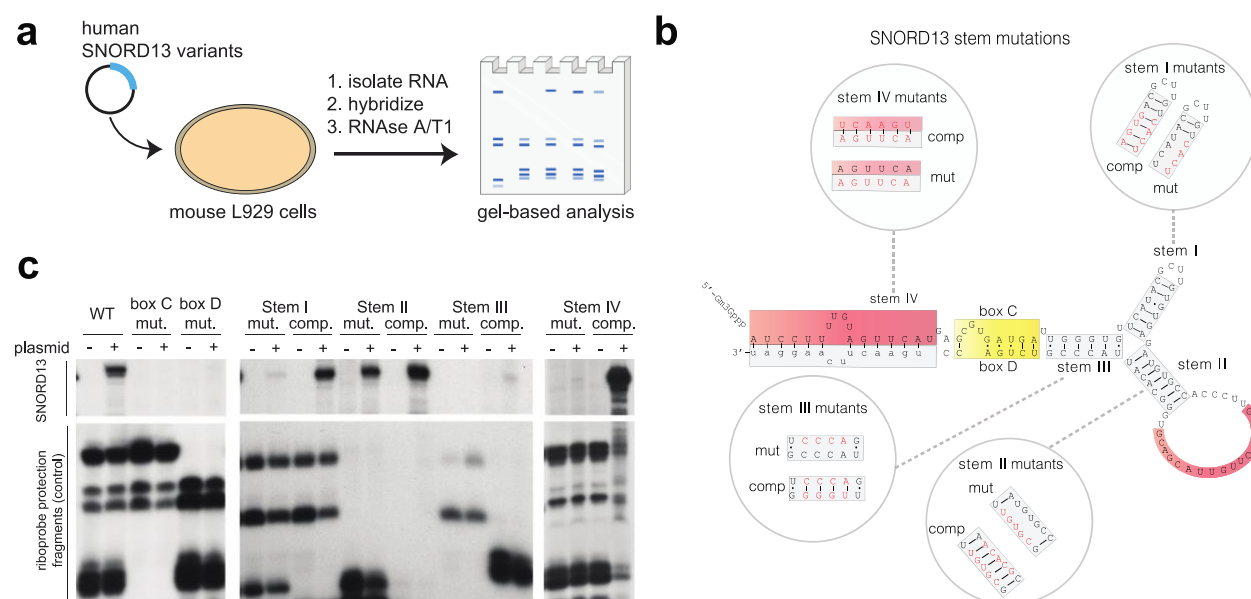 a
human
SNORD13 variants
1. isolate RNA
2. hybridize
3. RNAse A/T1
mouse L929 cells
gel-based analysis
b
SNORD13 stem mutations
stem IV mutants
U C A A G U
A G U U C A
comp
A G U U C A
A G U U C A
mut
stem I mutants
comp
mut
stem I
5'-Gm3Gppp
stem IV
box C
box D
3'-
stem III
stem II
stem III mutants
mut
U C C C A G
G C C C A U
comp
U C C C A G
G G G G U U
stem II mutants
mut
comp
c
WT
box C
mut.
box D
mut.
Stem I
mut. comp.
Stem II
mut. comp.
Stem III
mut. comp.
Stem IV
mut. comp.
plasmid - + - + - + - + - + - + - + - + - + - + - +
SNORD13
riboprobe protection
fragments (control)